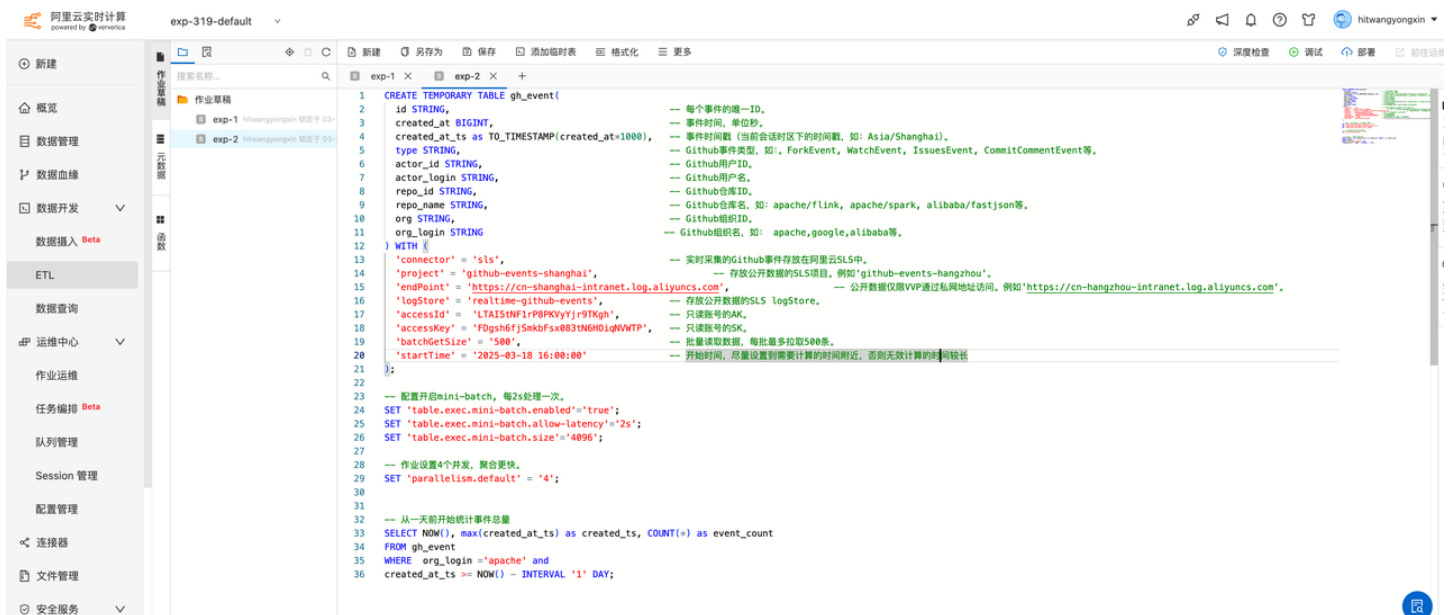 阿里云实时计算
powered by ververica
exp-319-default
hitwangyongxin
新建
概览
数据管理
数据血缘
数据开发
数据摄入 Beta
ETL
数据查询
运维中心
作业运维
任务编排 Beta
队列管理
Session 管理
配置管理
连接器
文件管理
安全服务
作业草稿
元数据
函数
搜索名称...
作业草稿
exp-1 hitwangyongxin 锁定于 03-
exp-2 hitwangyongxin 锁定于 03-
新建 另存为 保存 添加临时表 格式化 更多
深度检查 调试 部署 前往运维
exp-1 exp-2
1 CREATE TEMPORARY TABLE gh_event(
2 id STRING, -- 每个事件的唯一ID。
3 created_at BIGINT, -- 事件时间，单位秒。
4 created_at_ts as TO_TIMESTAMP(created_at*1000), -- 事件时间戳（当前会话时区下的时间戳，如：Asia/Shanghai）。
5 type STRING, -- Github事件类型，如：。ForkEvent, WatchEvent, IssuesEvent, CommitCommentEvent等。
6 actor_id STRING, -- Github用户ID。
7 actor_login STRING, -- Github用户名。
8 repo_id STRING, -- Github仓库ID。
9 repo_name STRING, -- Github仓库名，如：apache/flink, apache/spark, alibaba/fastjson等。
10 org STRING, -- Github组织ID。
11 org_login STRING -- Github组织名，如： apache,google,alibaba等。
12 ) WITH (
13 'connector' = 'sls', -- 实时采集的Github事件存放在阿里云SLS中。
14 'project' = 'github-events-shanghai', -- 存放公开数据的SLS项目。例如'github-events-hangzhou'。
15 'endPoint' = 'https://cn-shanghai-intranet.log.aliyuncs.com', -- 公开数据仅限VVP通过私网地址访问。例如'https://cn-hangzhou-intranet.log.aliyuncs.com'。
16 'logStore' = 'realtime-github-events', -- 存放公开数据的SLS logStore。
17 'accessId' = 'LTAI5tNF1rP8PKVyYjr9TKgh', -- 只读账号的AK。
18 'accessKey' = 'FDgsh6fjSmkbFsx083tN6HOiqNVWTP', -- 只读账号的SK。
19 'batchGetSize' = '500', -- 批量读取数据，每批最多拉取500条。
20 'startTime' = '2025-03-18 16:00:00' -- 开始时间，尽量设置到需要计算的时间附近，否则无效计算的时间较长
21 );
22
23 -- 配置开启mini-batch, 每2s处理一次。
24 SET 'table.exec.mini-batch.enabled'='true';
25 SET 'table.exec.mini-batch.allow-latency'='2s';
26 SET 'table.exec.mini-batch.size'='4096';
27
28 -- 作业设置4个并发，聚合更快。
29 SET 'parallelism.default' = '4';
30
31
32 -- 从一天前开始统计事件总量
33 SELECT NOW(), max(created_at_ts) as created_ts, COUNT(*) as event_count
34 FROM gh_event
35 WHERE org_login ='apache' and
36 created_at_ts >= NOW() - INTERVAL '1' DAY;